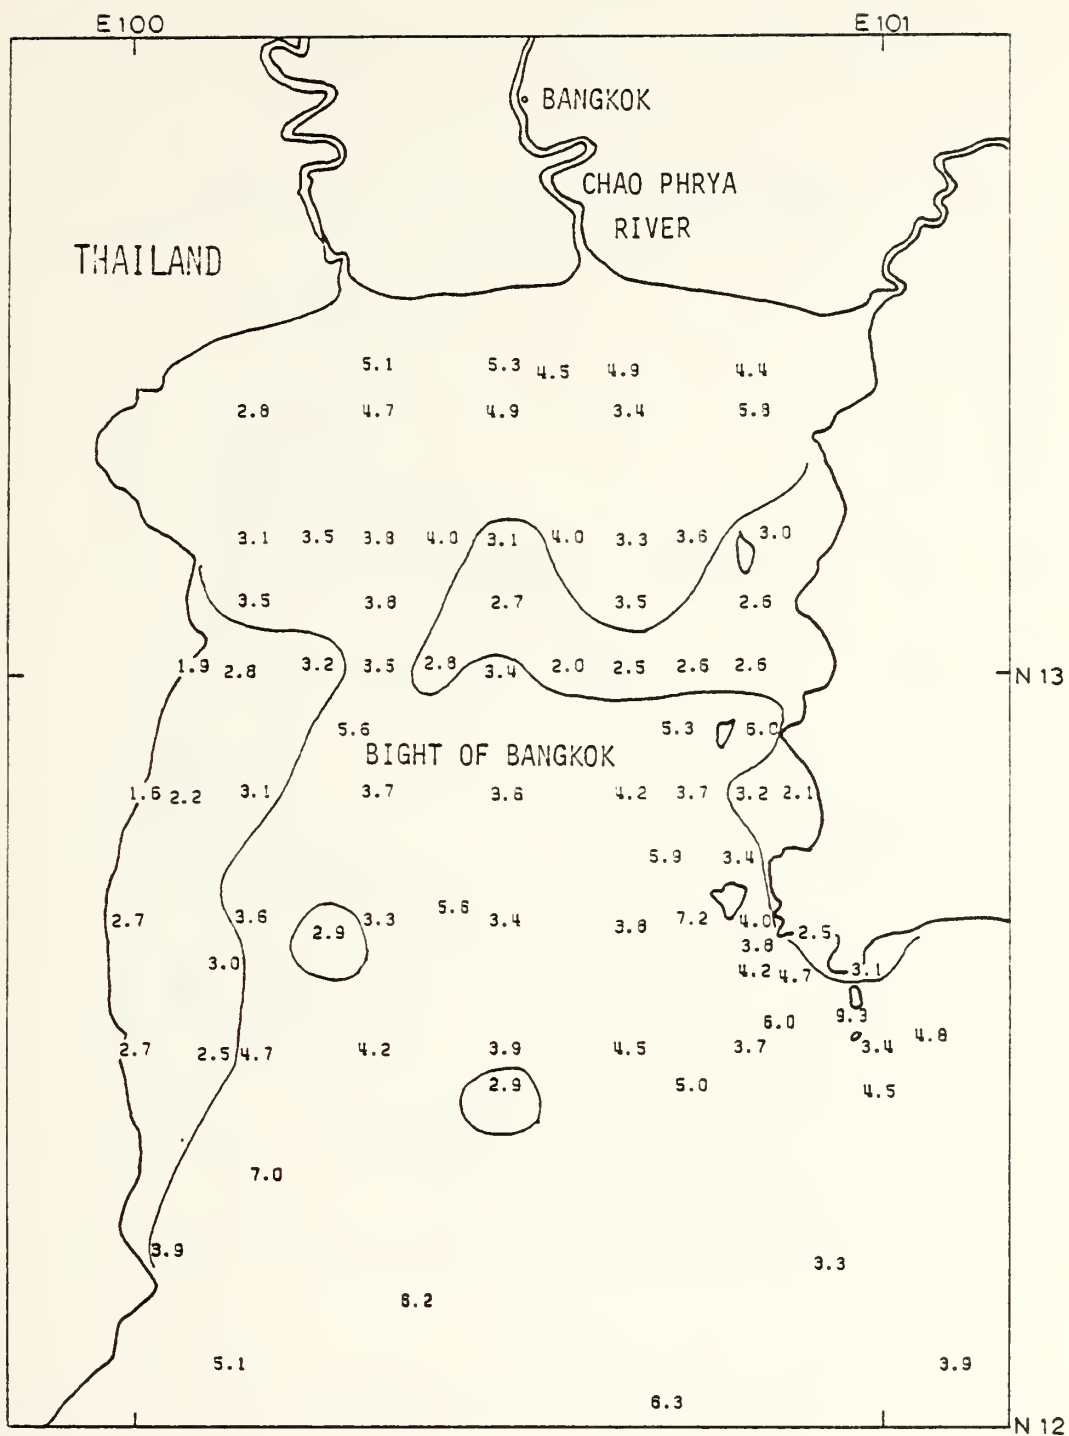 E100 E101
BANGKOK
CHAO PHRYA
RIVER
THAILAND
5.1 5.3 4.5 4.9 4.4
2.8 4.7 4.9 3.4 5.8
3.1 3.5 3.8 4.0 3.1 4.0 3.3 3.6 3.0
3.5 3.8 2.7 3.5 2.6
1.9 2.8 3.2 3.5 2.8 3.4 2.0 2.5 2.6 2.6 N13
5.6 5.3 6.0
BIGHT OF BANGKOK
1.6 2.2 3.1 3.7 3.8 4.2 3.7 3.2 2.1
5.9 3.4
2.7 3.6 2.9 3.3 5.6 3.4 3.8 7.2 4.0 2.5
3.8
3.0 4.2 4.7 3.1
6.0 9.3
2.7 2.5 4.7 4.2 3.9 4.5 3.7 3.4 4.8
2.9 5.0 4.5
7.0
3.9 3.3
6.2
5.1 3.9
6.3
N12